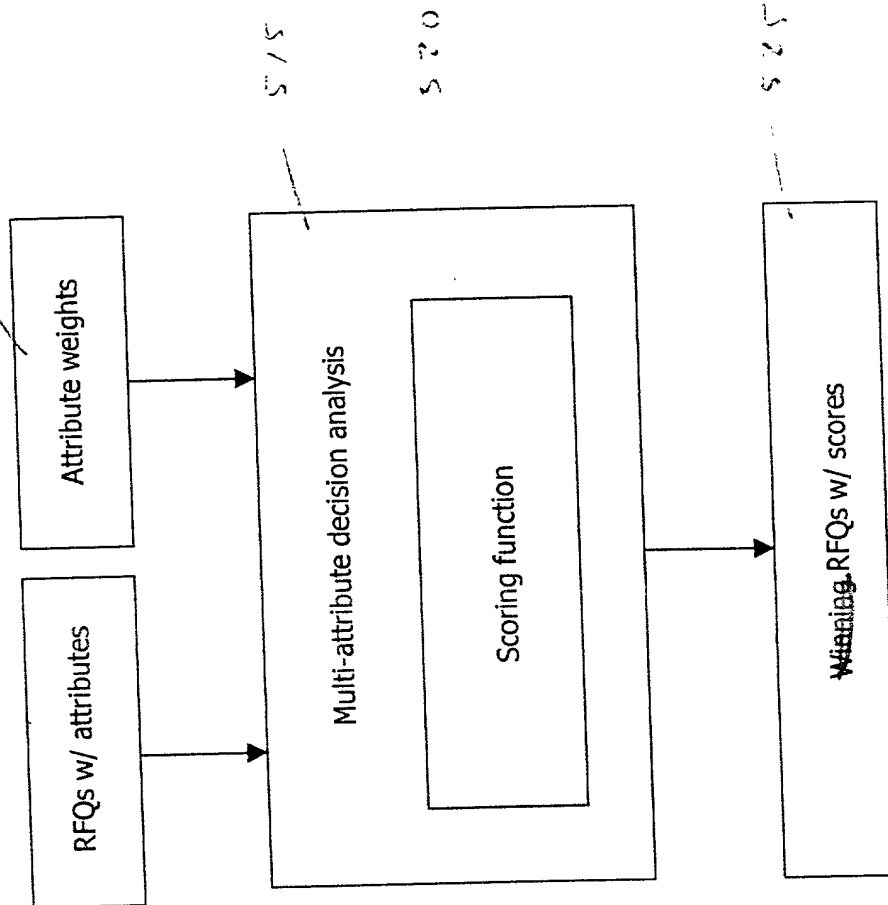 RFQs w/ attributes
Attribute weights
Multi-attribute decision analysis
515
Scoring function
520
Winning RFQs w/ scores
525